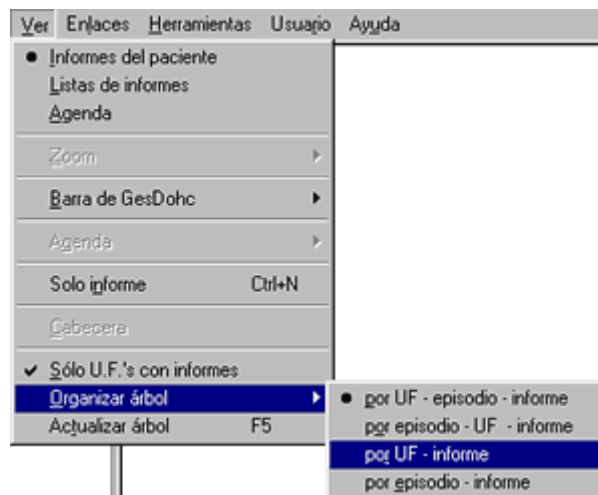 Ver Enlaces Herramientas Usuario Ayuda
Informes del paciente
Listas de informes
Agenda
Zoom
Barra de GesDohc
Agenda
Solo informe Ctrl+N
Cabecera
Sólo U.F.'s con informes
Organizar árbol
por UF - episodio - informe
Actualizar árbol F5
por episodio - UF - informe
por UF - informe
por episodio - informe